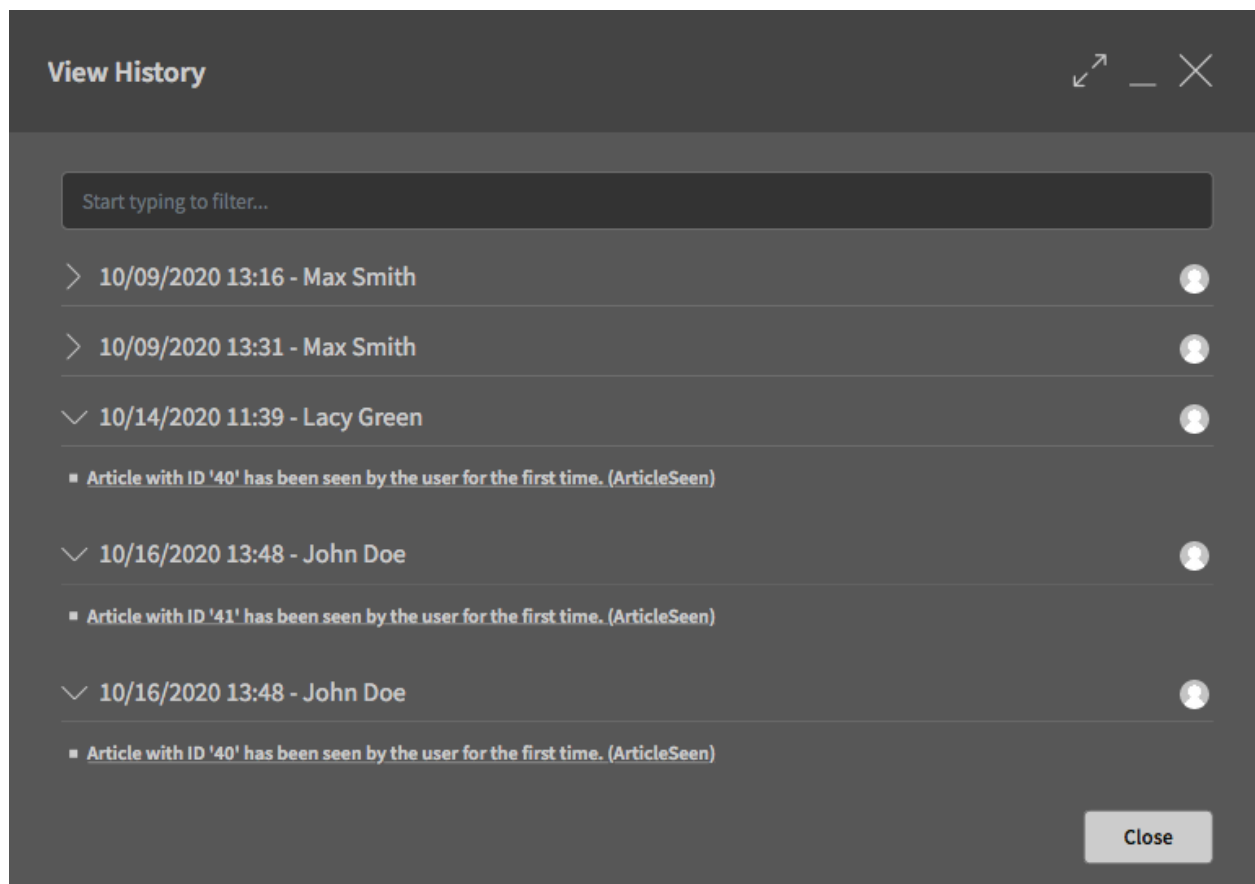 View History
Start typing to filter...
10/09/2020 13:16 - Max Smith
10/09/2020 13:31 - Max Smith
10/14/2020 11:39 - Lacy Green
Article with ID '40' has been seen by the user for the first time. (ArticleSeen)
10/16/2020 13:48 - John Doe
Article with ID '41' has been seen by the user for the first time. (ArticleSeen)
10/16/2020 13:48 - John Doe
Article with ID '40' has been seen by the user for the first time. (ArticleSeen)
Close